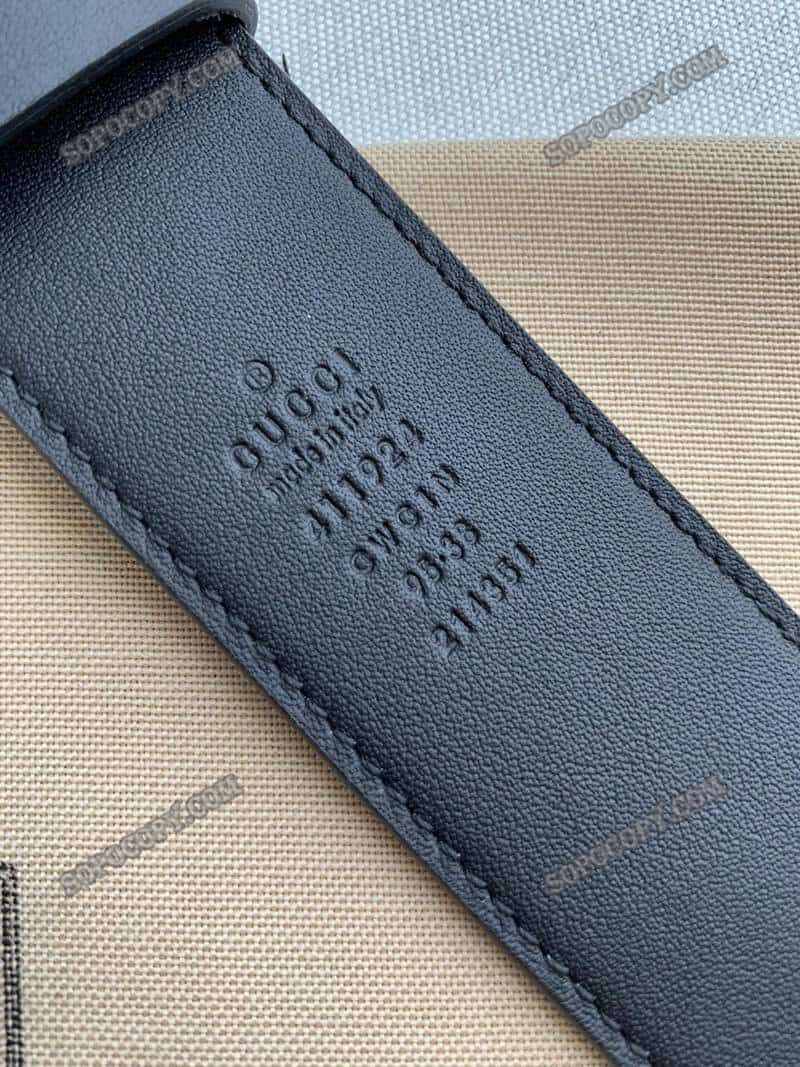 SOPOCOPY.COM
SOPOCOPY.COM
R
GUCCI
made in italy
411924
CWC1N
95·38
214351
SOPOCOPY.COM
SOPOCOPY.COM